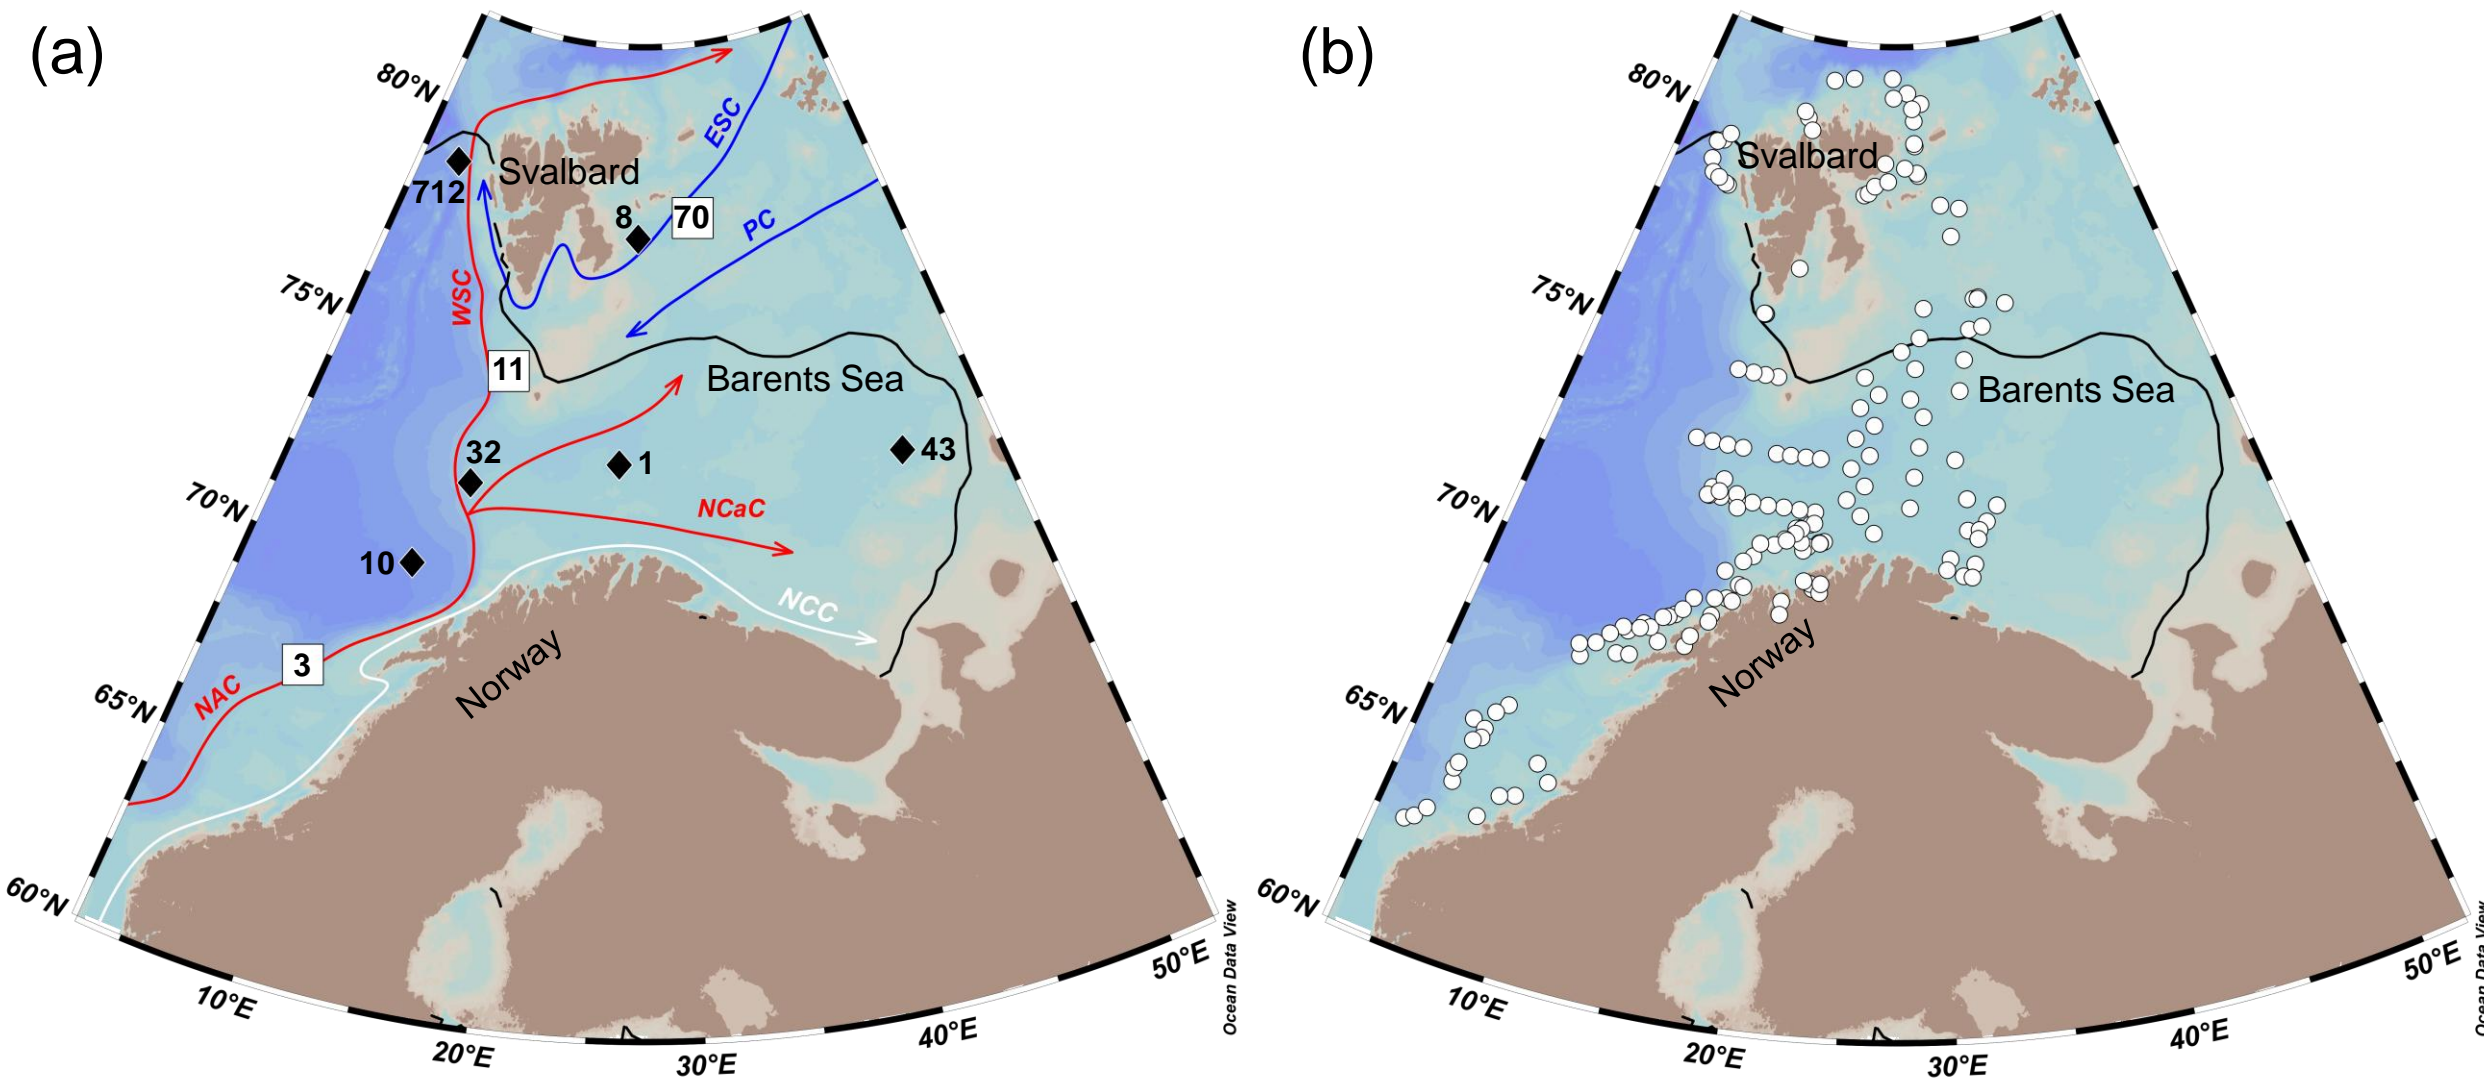 (a)
80°N
75°N
70°N
65°N
60°N
10°E
20°E
30°E
40°E
50°E
Svalbard
Barents Sea
Norway
ESC
PC
WSC
NCaC
NCC
NAC
712
8
70
11
32
1
43
10
3
Ocean Data View
(b)
80°N
75°N
70°N
65°N
60°N
10°E
20°E
30°E
40°E
50°E
Svalbard
Barents Sea
Norway
Ocean Data View